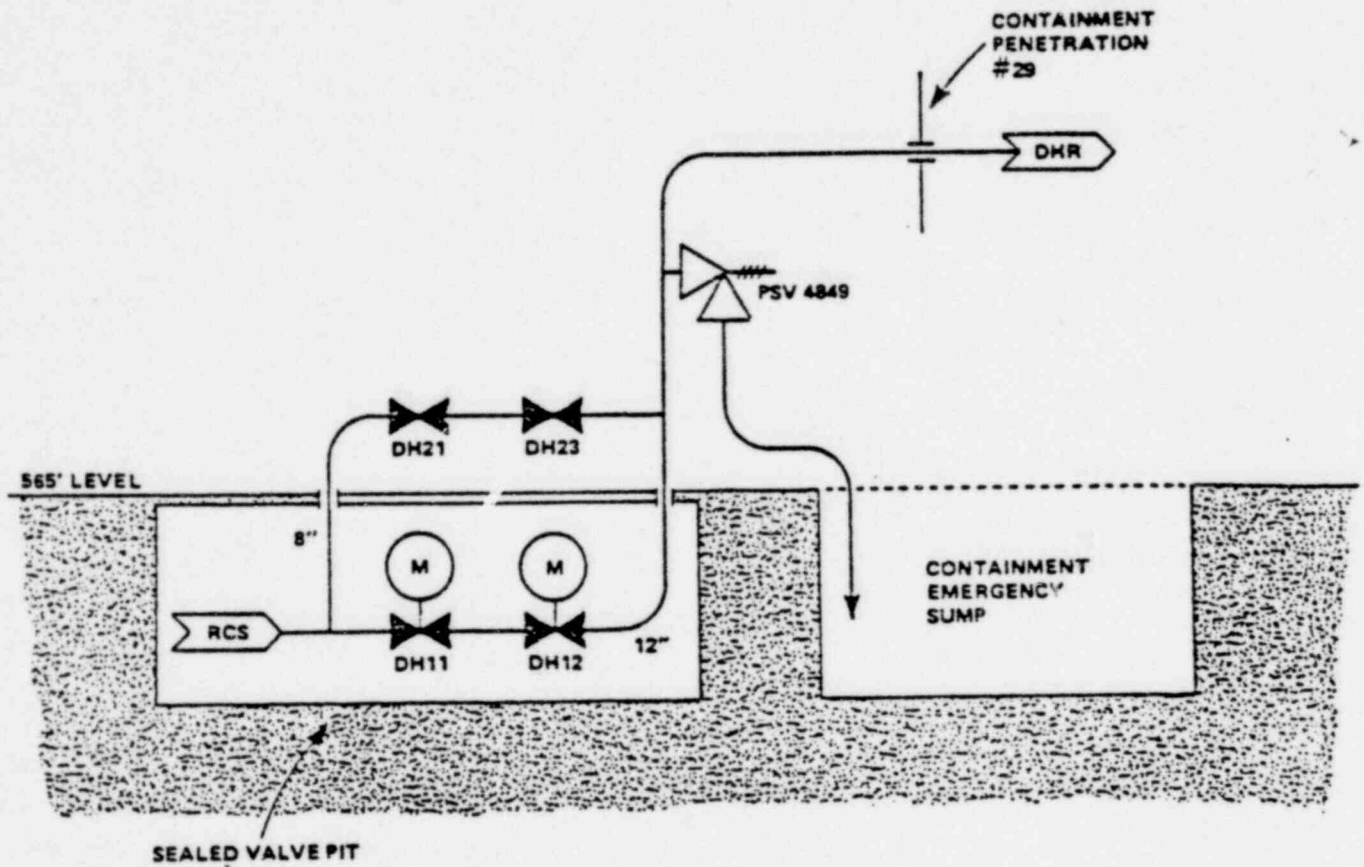 CONTAINMENT
PENETRATION
#29
DHR
PSV 4849
DH21
DH23
565' LEVEL
8"
M
M
CONTAINMENT
EMERGENCY
SUMP
RCS
DH11
DH12
12"
SEALED VALVE PIT